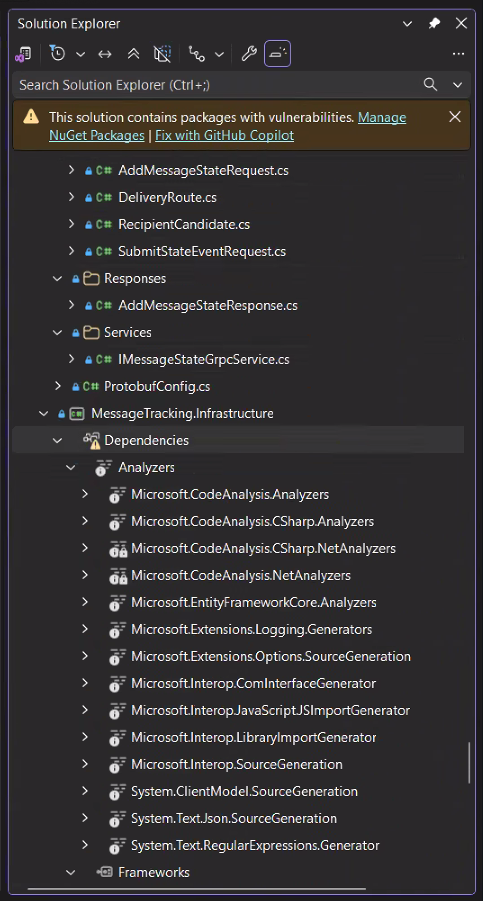 Solution Explorer
Search Solution Explorer (Ctrl+;)
This solution contains packages with vulnerabilities. Manage
NuGet Packages | Fix with GitHub Copilot
C# AddMessageStateRequest.cs
C# DeliveryRoute.cs
C# RecipientCandidate.cs
C# SubmitStateEventRequest.cs
Responses
C# AddMessageStateResponse.cs
Services
C# IMessageStateGrpcService.cs
C# ProtobufConfig.cs
C# MessageTracking.Infrastructure
Dependencies
Analyzers
Microsoft.CodeAnalysis.Analyzers
Microsoft.CodeAnalysis.CSharp.Analyzers
Microsoft.CodeAnalysis.CSharp.NetAnalyzers
Microsoft.CodeAnalysis.NetAnalyzers
Microsoft.EntityFrameworkCore.Analyzers
Microsoft.Extensions.Logging.Generators
Microsoft.Extensions.Options.SourceGeneration
Microsoft.Interop.ComInterfaceGenerator
Microsoft.Interop.JavaScript.JSImportGenerator
Microsoft.Interop.LibraryImportGenerator
Microsoft.Interop.SourceGeneration
System.ClientModel.SourceGeneration
System.Text.Json.SourceGeneration
System.Text.RegularExpressions.Generator
Frameworks